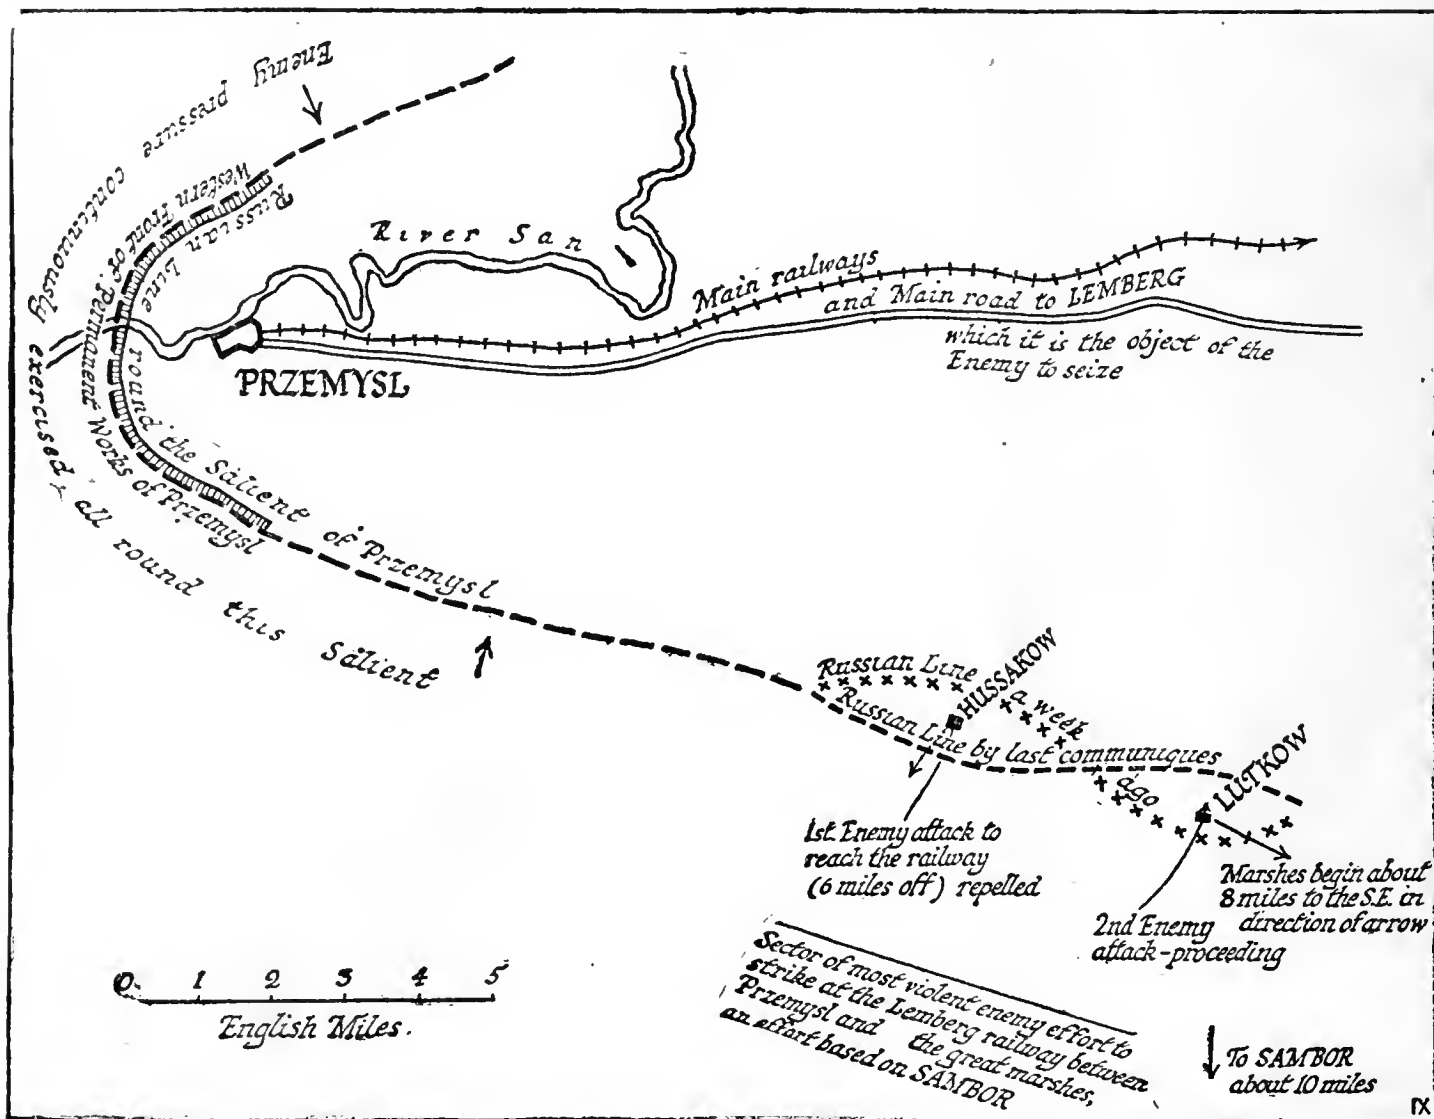 Enemy pressure continuously
exercised all round this Salient
Western Front of Permanent Works of Przemysl
Russian Line round the Salient of Przemysl
River San
Main railways
and Main road to LEMBERG
which it is the object of the
Enemy to seize
PRZEMYSL
Russian Line a week ago
HUSSAKOW
Russian Line by last communiques
LUTKOW
1st. Enemy attack to
reach the railway
(6 miles off) repelled
Marshes begin about
8 miles to the S.E. in
direction of arrow
2nd Enemy
attack-proceeding
Sector of most violent enemy effort to
strike at the Lemberg railway between
Przemysl and the great marshes,
an effort based on SAMBOR
0 1 2 3 4 5
English Miles.
To SAMBOR
about 10 miles
IX